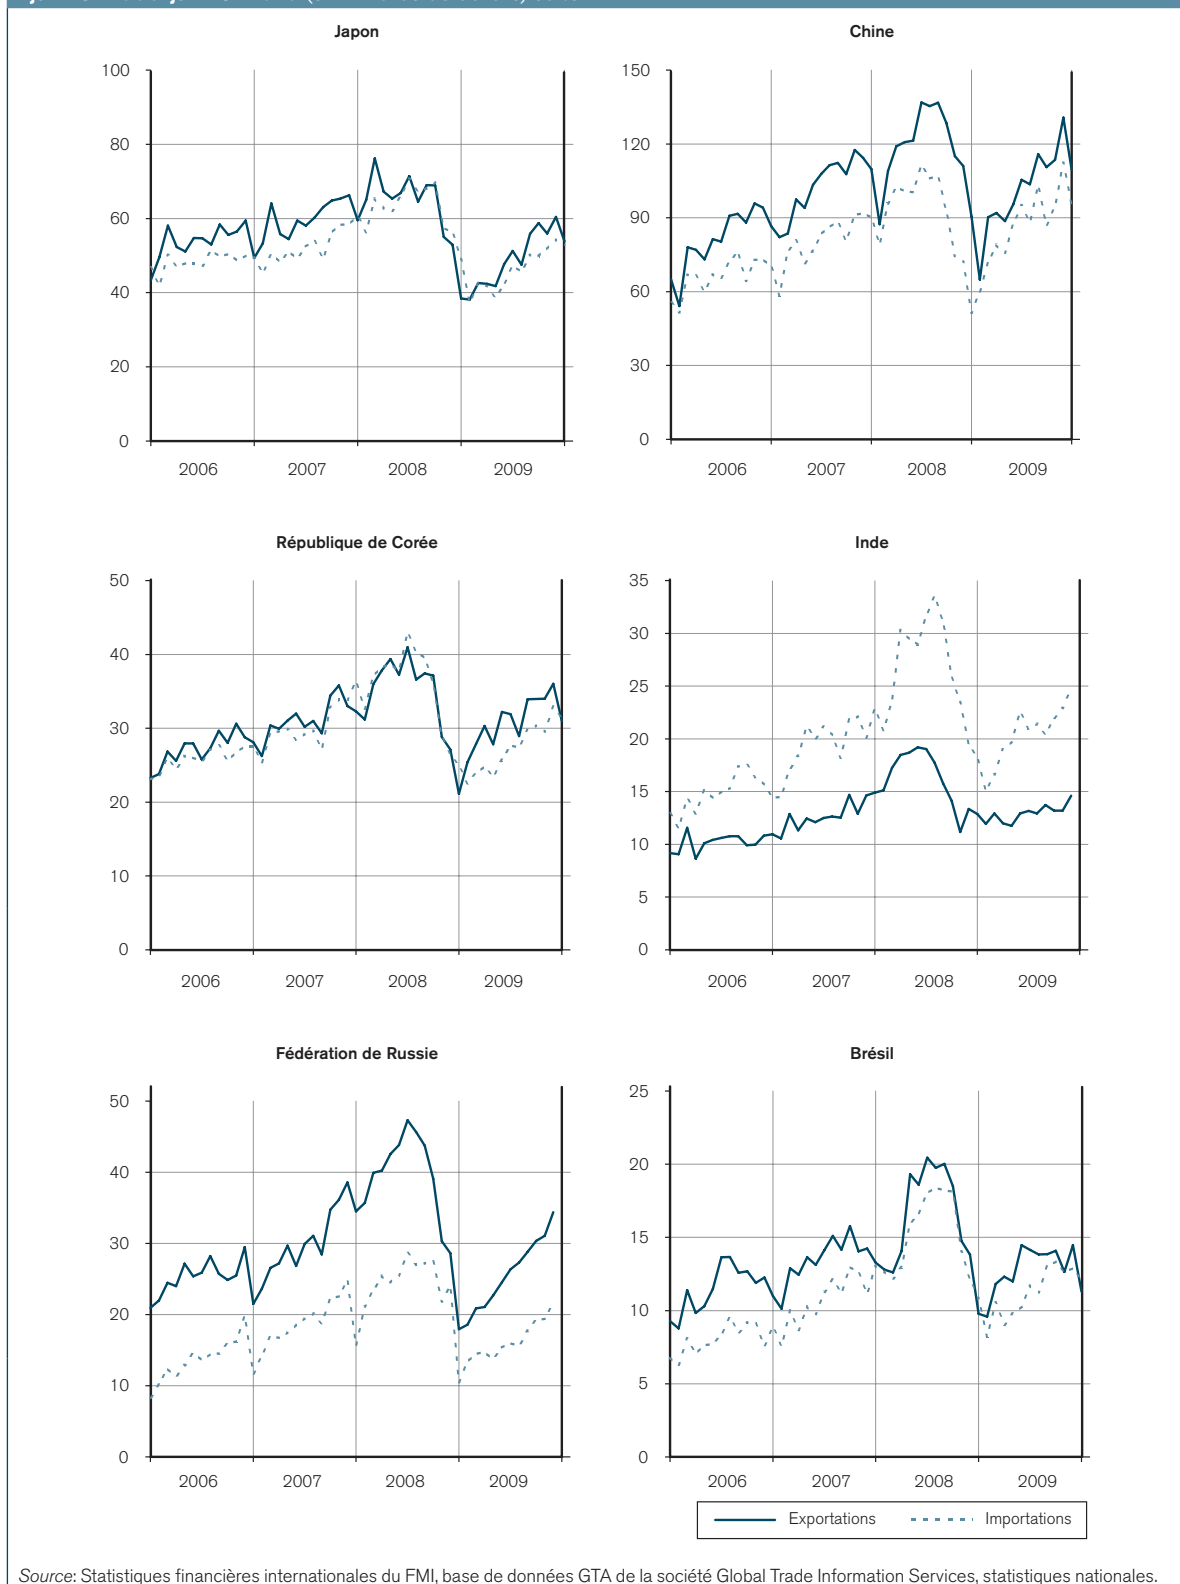 Japon
100
80
60
40
20
0
2006 2007 2008 2009
Chine
150
120
90
60
30
0
2006 2007 2008 2009
République de Corée
50
40
30
20
10
0
2006 2007 2008 2009
Inde
35
30
25
20
15
10
5
0
2006 2007 2008 2009
Fédération de Russie
50
40
30
20
10
0
2006 2007 2008 2009
Brésil
25
20
15
10
5
0
2006 2007 2008 2009
Exportations Importations
Source: Statistiques financières internationales du FMI, base de données GTA de la société Global Trade Information Services, statistiques nationales.